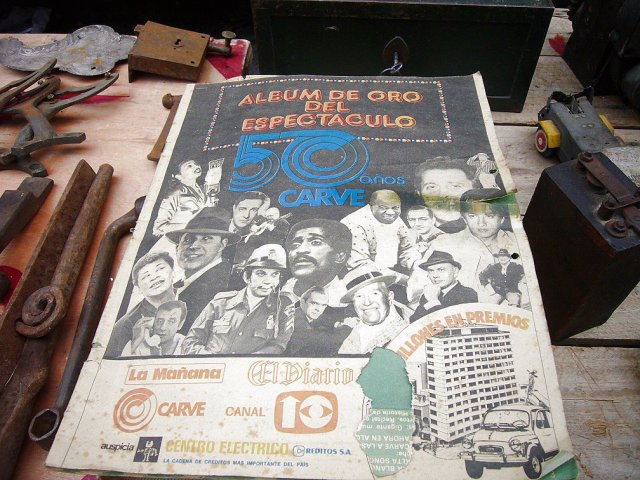 ALBUM DE ORO
DEL
ESPECTACULO
50
años
CARVE
ILLONES EN PREMIOS
La Mañana
El Diario
CARVE
CANAL
10
auspicia
CENTRO ELECTRICO
CREDITOS S.A.
LA CADENA DE CREDITOS MAS IMPORTANTE DEL PAIS